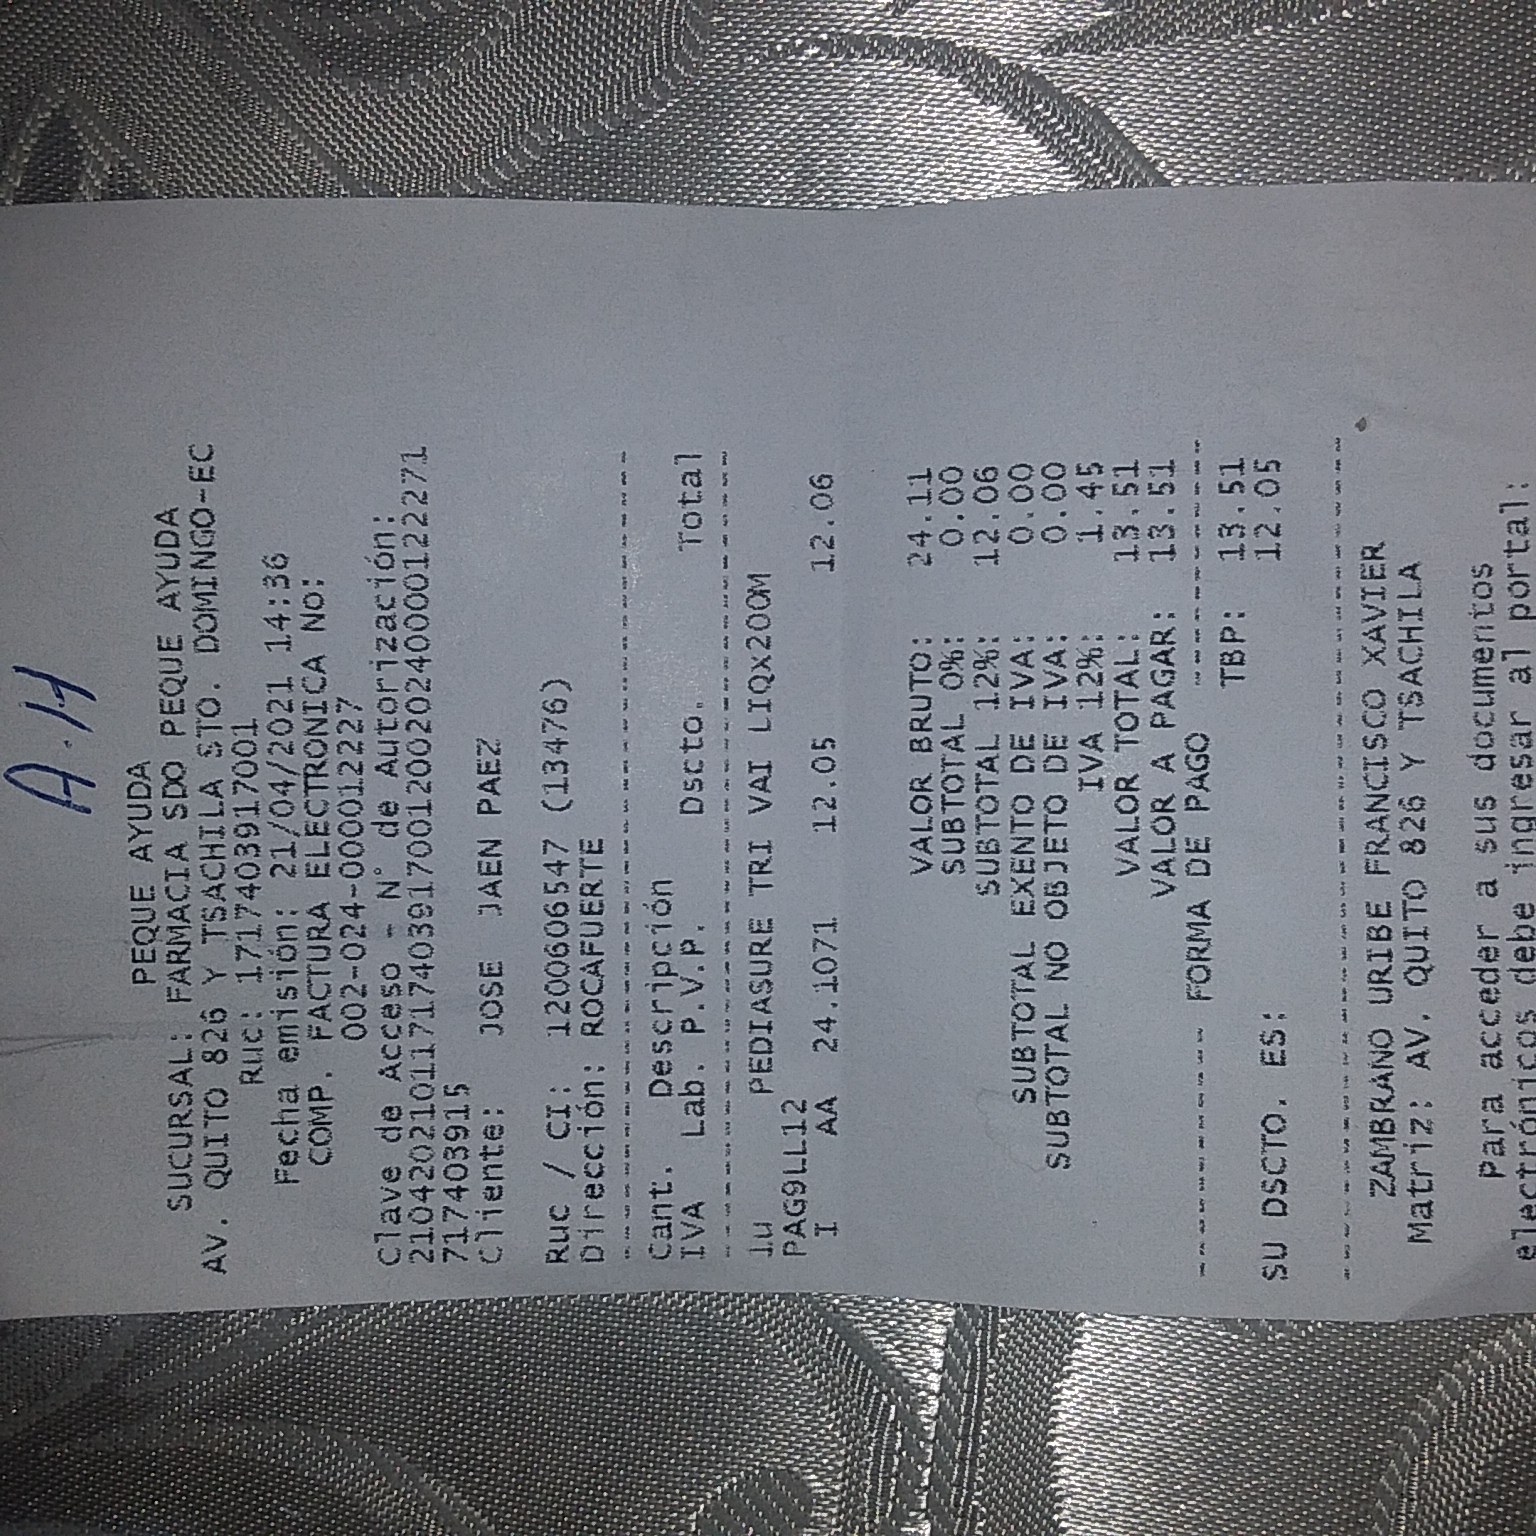 A.H
PEQUE AYUDA
SUCURSAL: FARMACIA SDO PEQUE AYUDA
AV. QUITO 826 Y TSACHILA STO. DOMINGO-EC
Ruc: 1717403917001
Fecha emisión: 21/04/2021 14:36
COMP. FACTURA ELECTRONICA No:
002-024-000012227
Clave de Acceso - N° de Autorización:
2104202101171740391700120020240000122271
717403915
Cliente: JOSE JAEN PAEZ
Ruc / CI: 1200606547 (13476)
Dirección: ROCAFUERTE
Cant. Descripción
IVA Lab. P.V.P. Dscto. Total
1u PEDIASURE TRI VAI LIQx200M
PAG9LL12
I AA 24.1071 12.05 12.06
VALOR BRUTO: 24.11
SUBTOTAL 0%: 0.00
SUBTOTAL 12%: 12.06
SUBTOTAL EXENTO DE IVA: 0.00
SUBTOTAL NO OBJETO DE IVA: 0.00
IVA 12%: 1.45
VALOR TOTAL: 13.51
VALOR A PAGAR: 13.51
---------- FORMA DE PAGO ----------
TBP: 13.51
SU DSCTO. ES: 12.05
ZAMBRANO URIBE FRANCISCO XAVIER
Matriz: AV. QUITO 826 Y TSACHILA
Para acceder a sus documentos
electrónicos debe ingresar al portal: